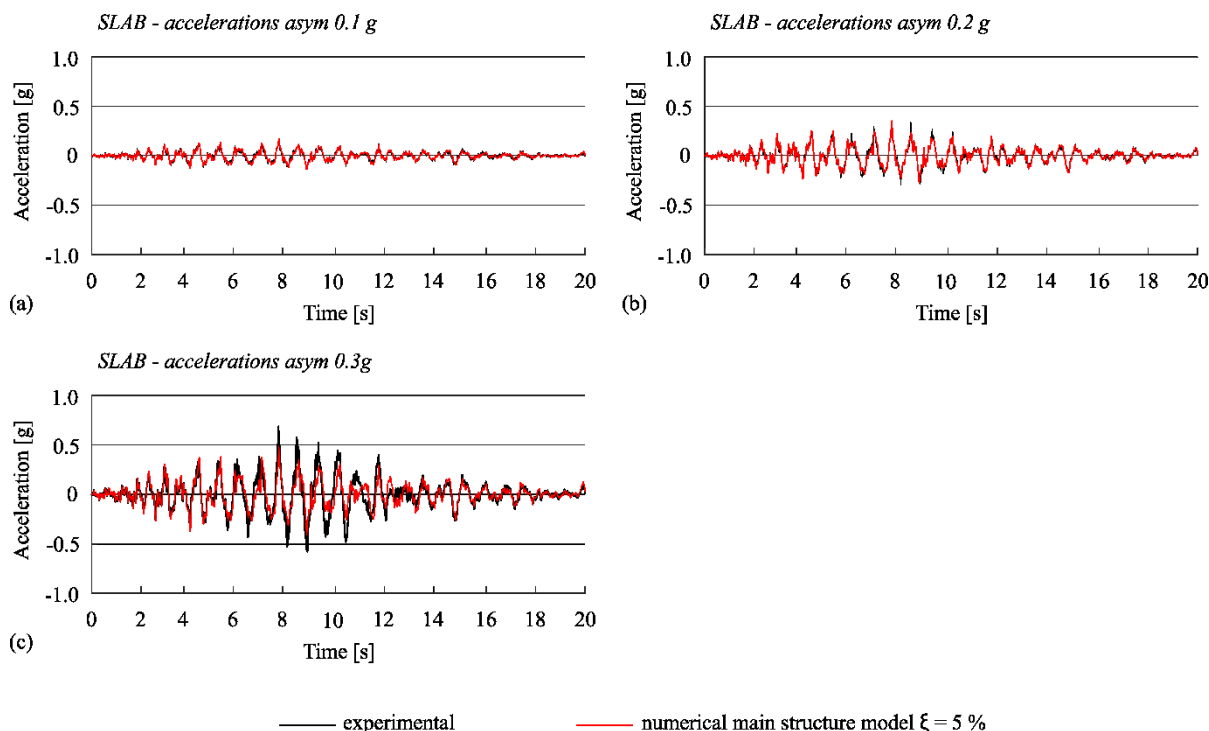 SLAB - accelerations asym 0.1 g
1.0
0.5
0
-0.5
-1.0
Acceleration [g]
0 2 4 6 8 10 12 14 16 18 20
Time [s]
(a)
SLAB - accelerations asym 0.2 g
1.0
0.5
0
-0.5
-1.0
Acceleration [g]
0 2 4 6 8 10 12 14 16 18 20
Time [s]
(b)
SLAB - accelerations asym 0.3g
1.0
0.5
0
-0.5
-1.0
Acceleration [g]
0 2 4 6 8 10 12 14 16 18 20
Time [s]
(c)
experimental
numerical main structure model ξ = 5 %